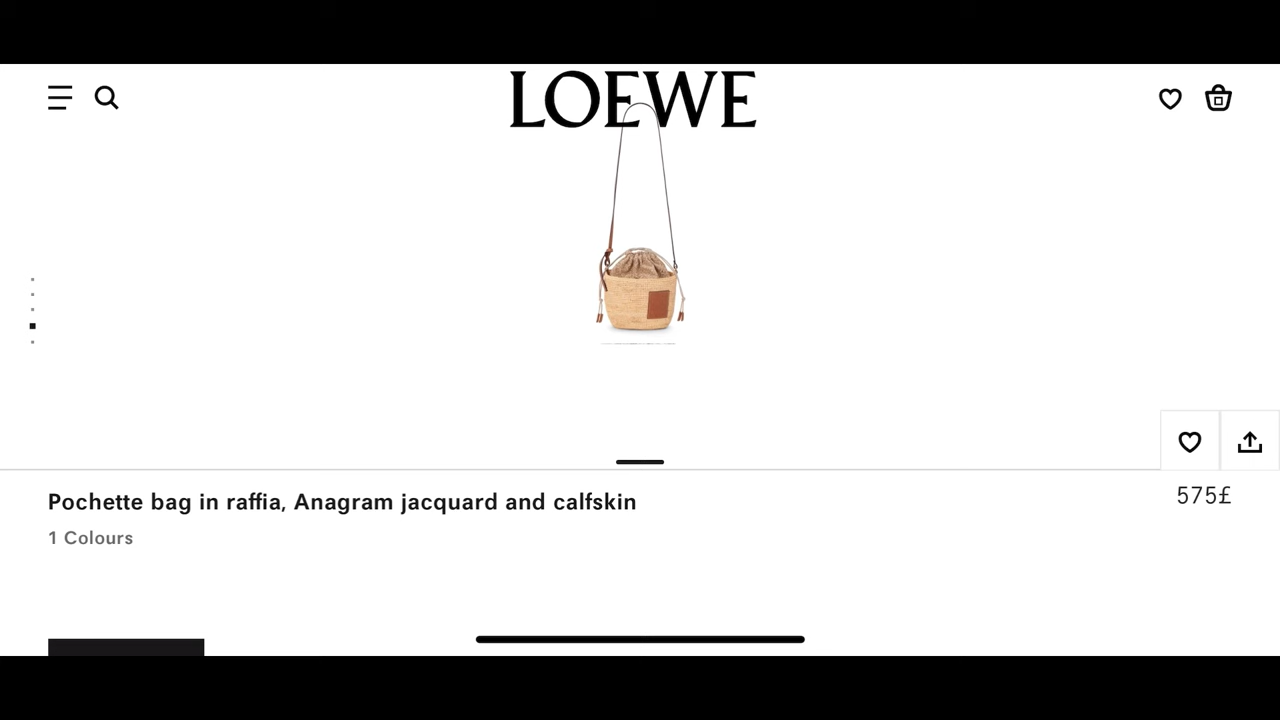 LOEWE
Pochette bag in raffia, Anagram jacquard and calfskin
575£
1 Colours